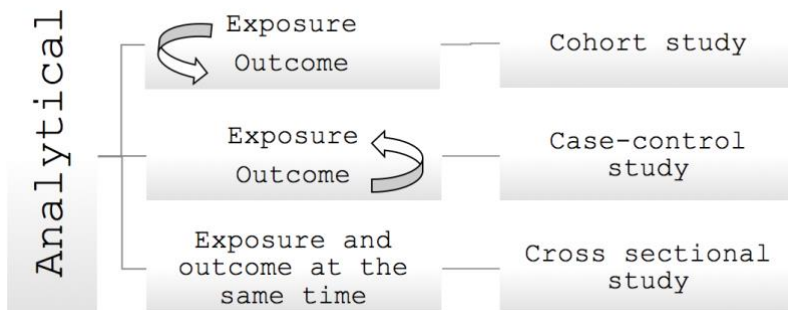 Analytical
Exposure
Outcome
Cohort study
Exposure
Outcome
Case-control
study
Exposure and
outcome at the
same time
Cross sectional
study